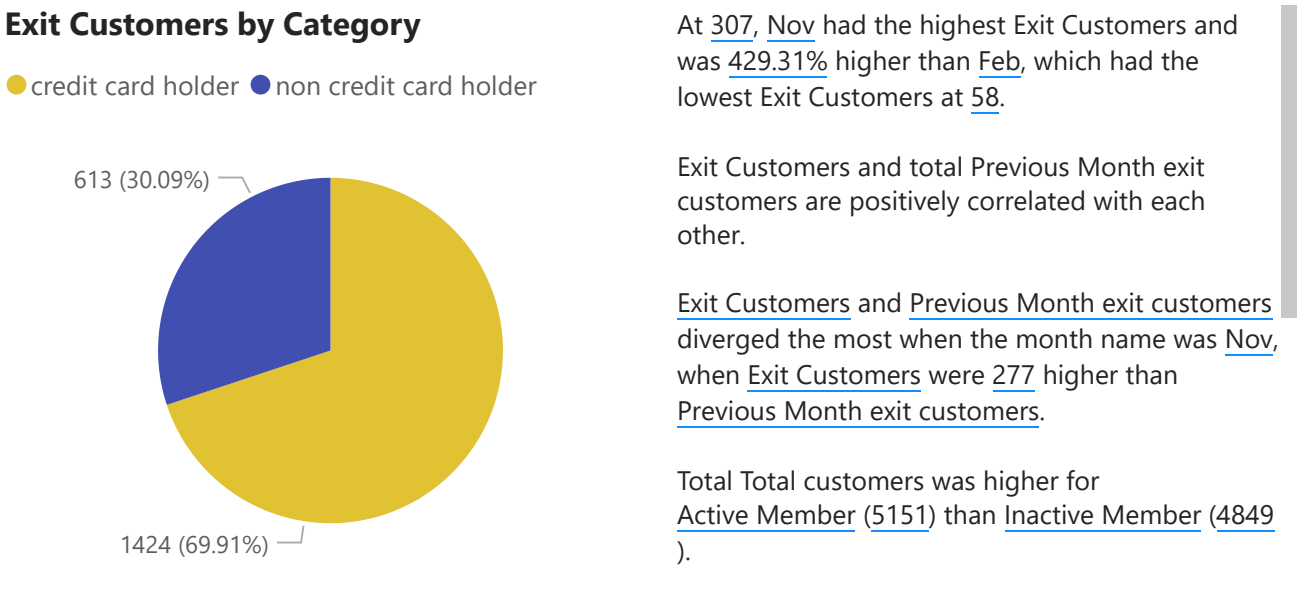 Exit Customers by Category
credit card holder non credit card holder
613 (30.09%)
1424 (69.91%)
At 307, Nov had the highest Exit Customers and
was 429.31% higher than Feb, which had the
lowest Exit Customers at 58.
Exit Customers and total Previous Month exit
customers are positively correlated with each
other.
Exit Customers and Previous Month exit customers
diverged the most when the month name was Nov,
when Exit Customers were 277 higher than
Previous Month exit customers.
Total Total customers was higher for
Active Member (5151) than Inactive Member (4849
).